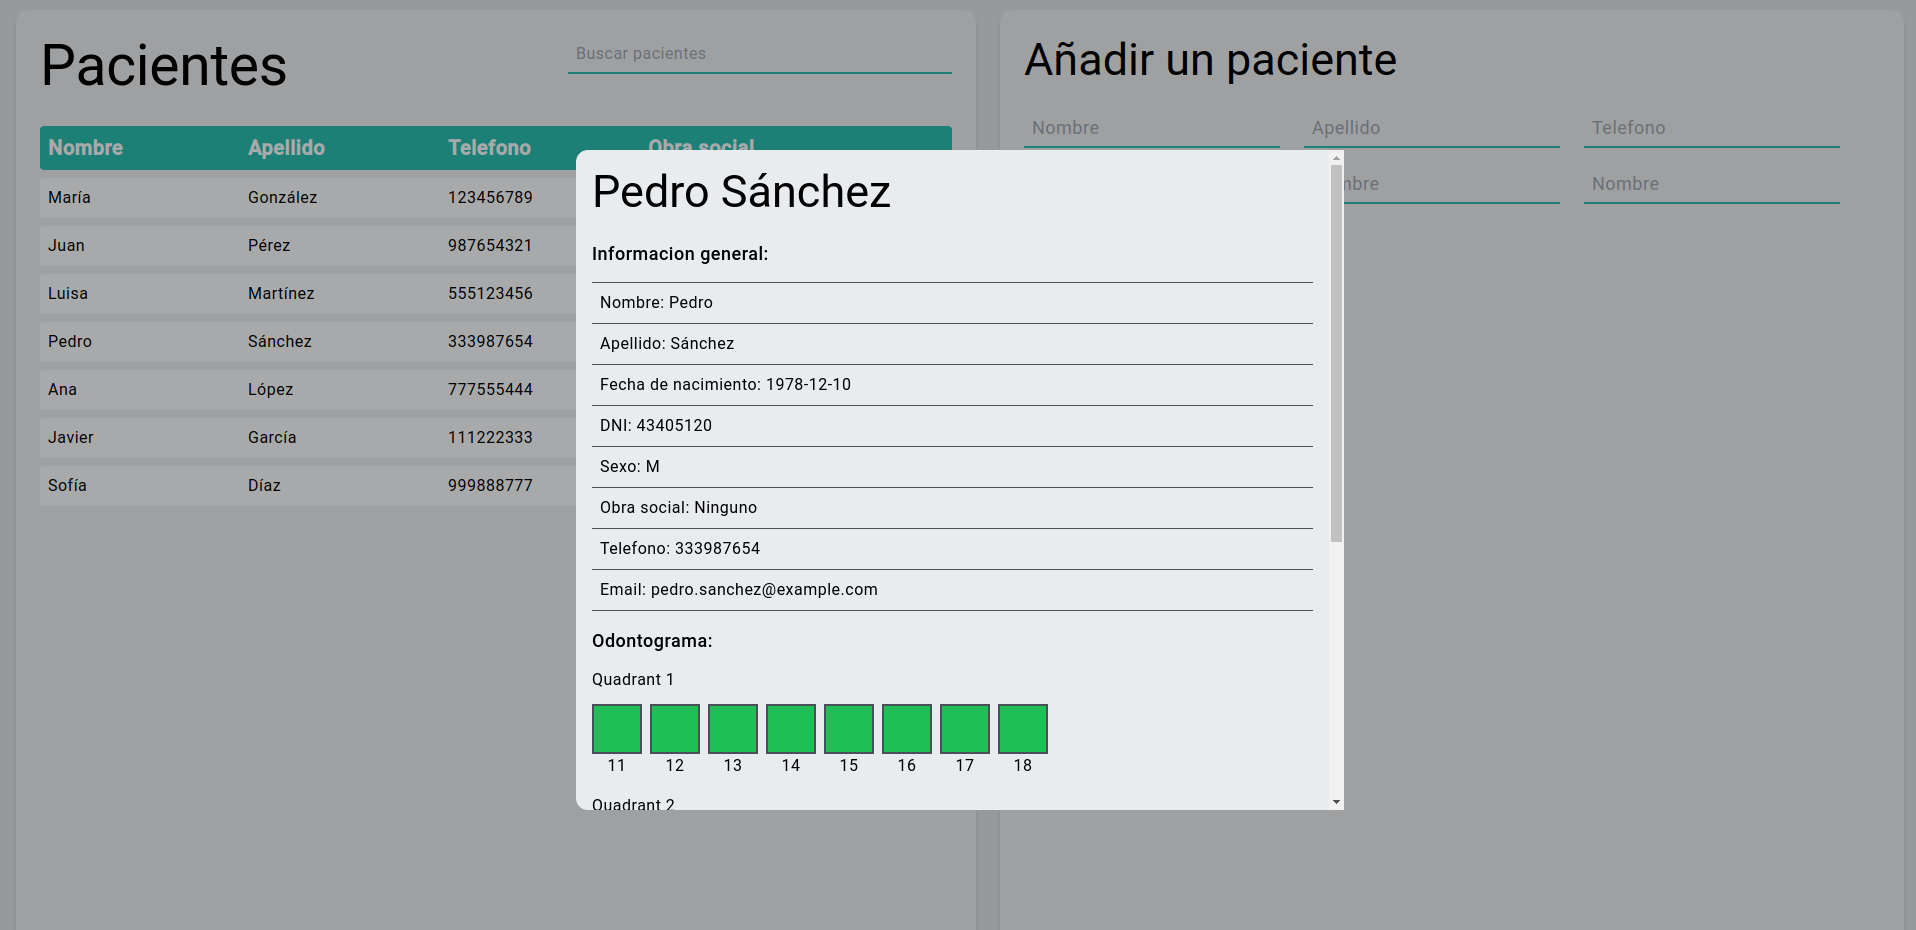 Pacientes
Buscar pacientes
Nombre Apellido Telefono Obra social
María González 123456789
Juan Pérez 987654321
Luisa Martínez 555123456
Pedro Sánchez 333987654
Ana López 777555444
Javier García 111222333
Sofía Díaz 999888777
Añadir un paciente
Nombre Apellido Telefono
mbre Nombre
Pedro Sánchez
Informacion general:
Nombre: Pedro
Apellido: Sánchez
Fecha de nacimiento: 1978-12-10
DNI: 43405120
Sexo: M
Obra social: Ninguno
Telefono: 333987654
Email: pedro.sanchez@example.com
Odontograma:
Quadrant 1
11 12 13 14 15 16 17 18
Quadrant 2